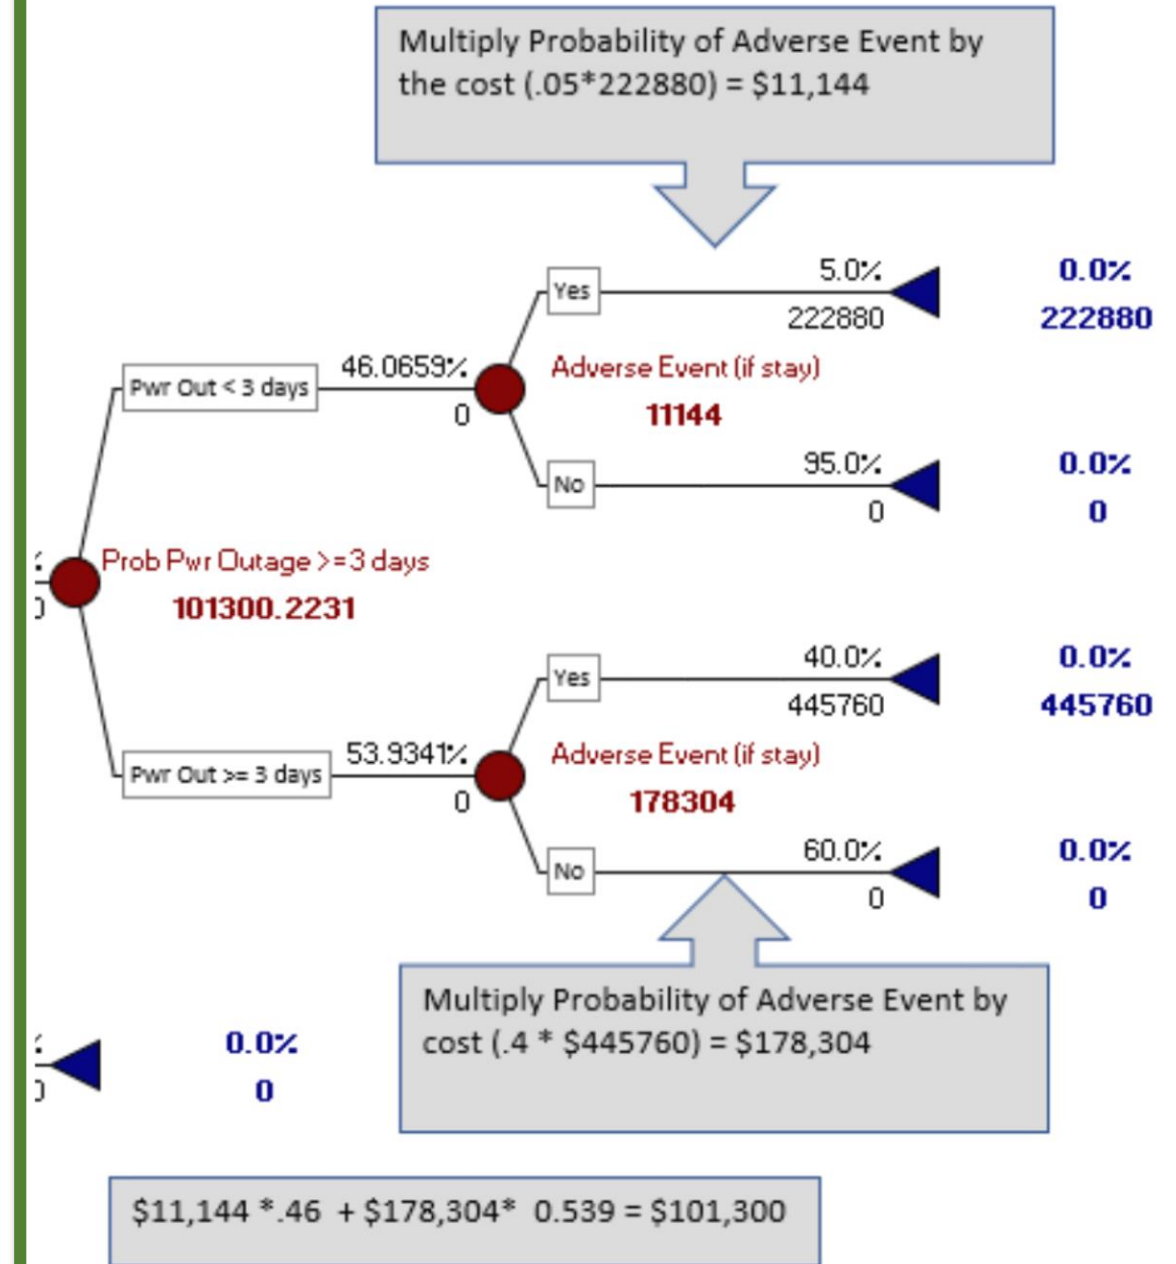 Multiply Probability of Adverse Event by
the cost (.05*222880) = $11,144
5.0%
0.0%
Yes
222880
222880
46.0659%
Adverse Event (if stay)
Pwr Out < 3 days
0
11144
95.0%
0.0%
No
0
0
Prob Pwr Outage >=3 days
101300.2231
40.0%
0.0%
Yes
445760
445760
53.9341%
Adverse Event (if stay)
Pwr Out >= 3 days
0
178304
60.0%
0.0%
No
0
0
Multiply Probability of Adverse Event by
cost (.4 * $445760) = $178,304
0.0%
0
$11,144 *.46 + $178,304* 0.539 = $101,300